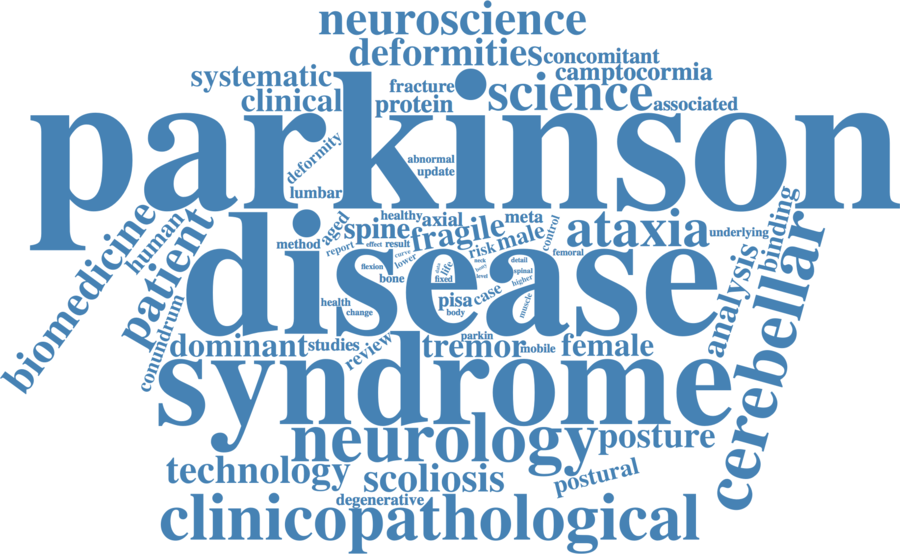 neuroscience
deformities
concomitant
systematic
camptocormia
fracture
clinical
protein
science
associated
parkinson
deformity
abnormal
update
lumbar
biomedicine
human
patient
conundrum
aged
healthy
axial
meta
spine
fragile
male
control
ataxia
underlying
binding
method
report
effect
result
risk
femoral
curve
lower
neck
detail
flexion
life
spinal
bone
fixed
level
higher
disease
health
change
pisa
case
body
muscle
analysis
cerebellar
dominant
studies
review
parkin
tremor
mobile
female
syndrome
neurology
posture
technology
scoliosis
postural
degenerative
clinicopathological